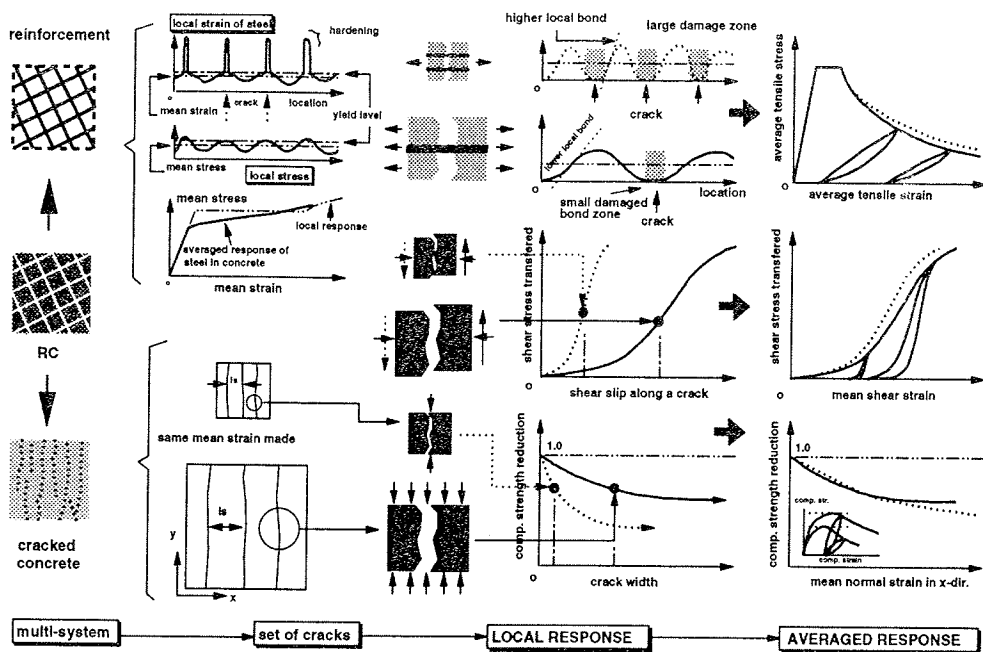 reinforcement
RC
cracked
concrete
local strain of steel
hardening
o
mean strain
crack
location
yield level
mean stress
local stress
mean stress
local response
averaged response of
steel in concrete
o
mean strain
ls
same mean strain made
ls
y
x
higher local bond
large damage zone
o
crack
lower local bond
o
location
small damaged
bond zone
crack
shear stress transferred
o
shear slip along a crack
comp. strength reduction
1.0
o
crack width
average tensile stress
o
average tensile strain
shear stress transferred
o
mean shear strain
comp. strength reduction
1.0
comp. str.
comp. strain
o
mean normal strain in x-dir.
multi-system
set of cracks
LOCAL RESPONSE
AVERAGED RESPONSE